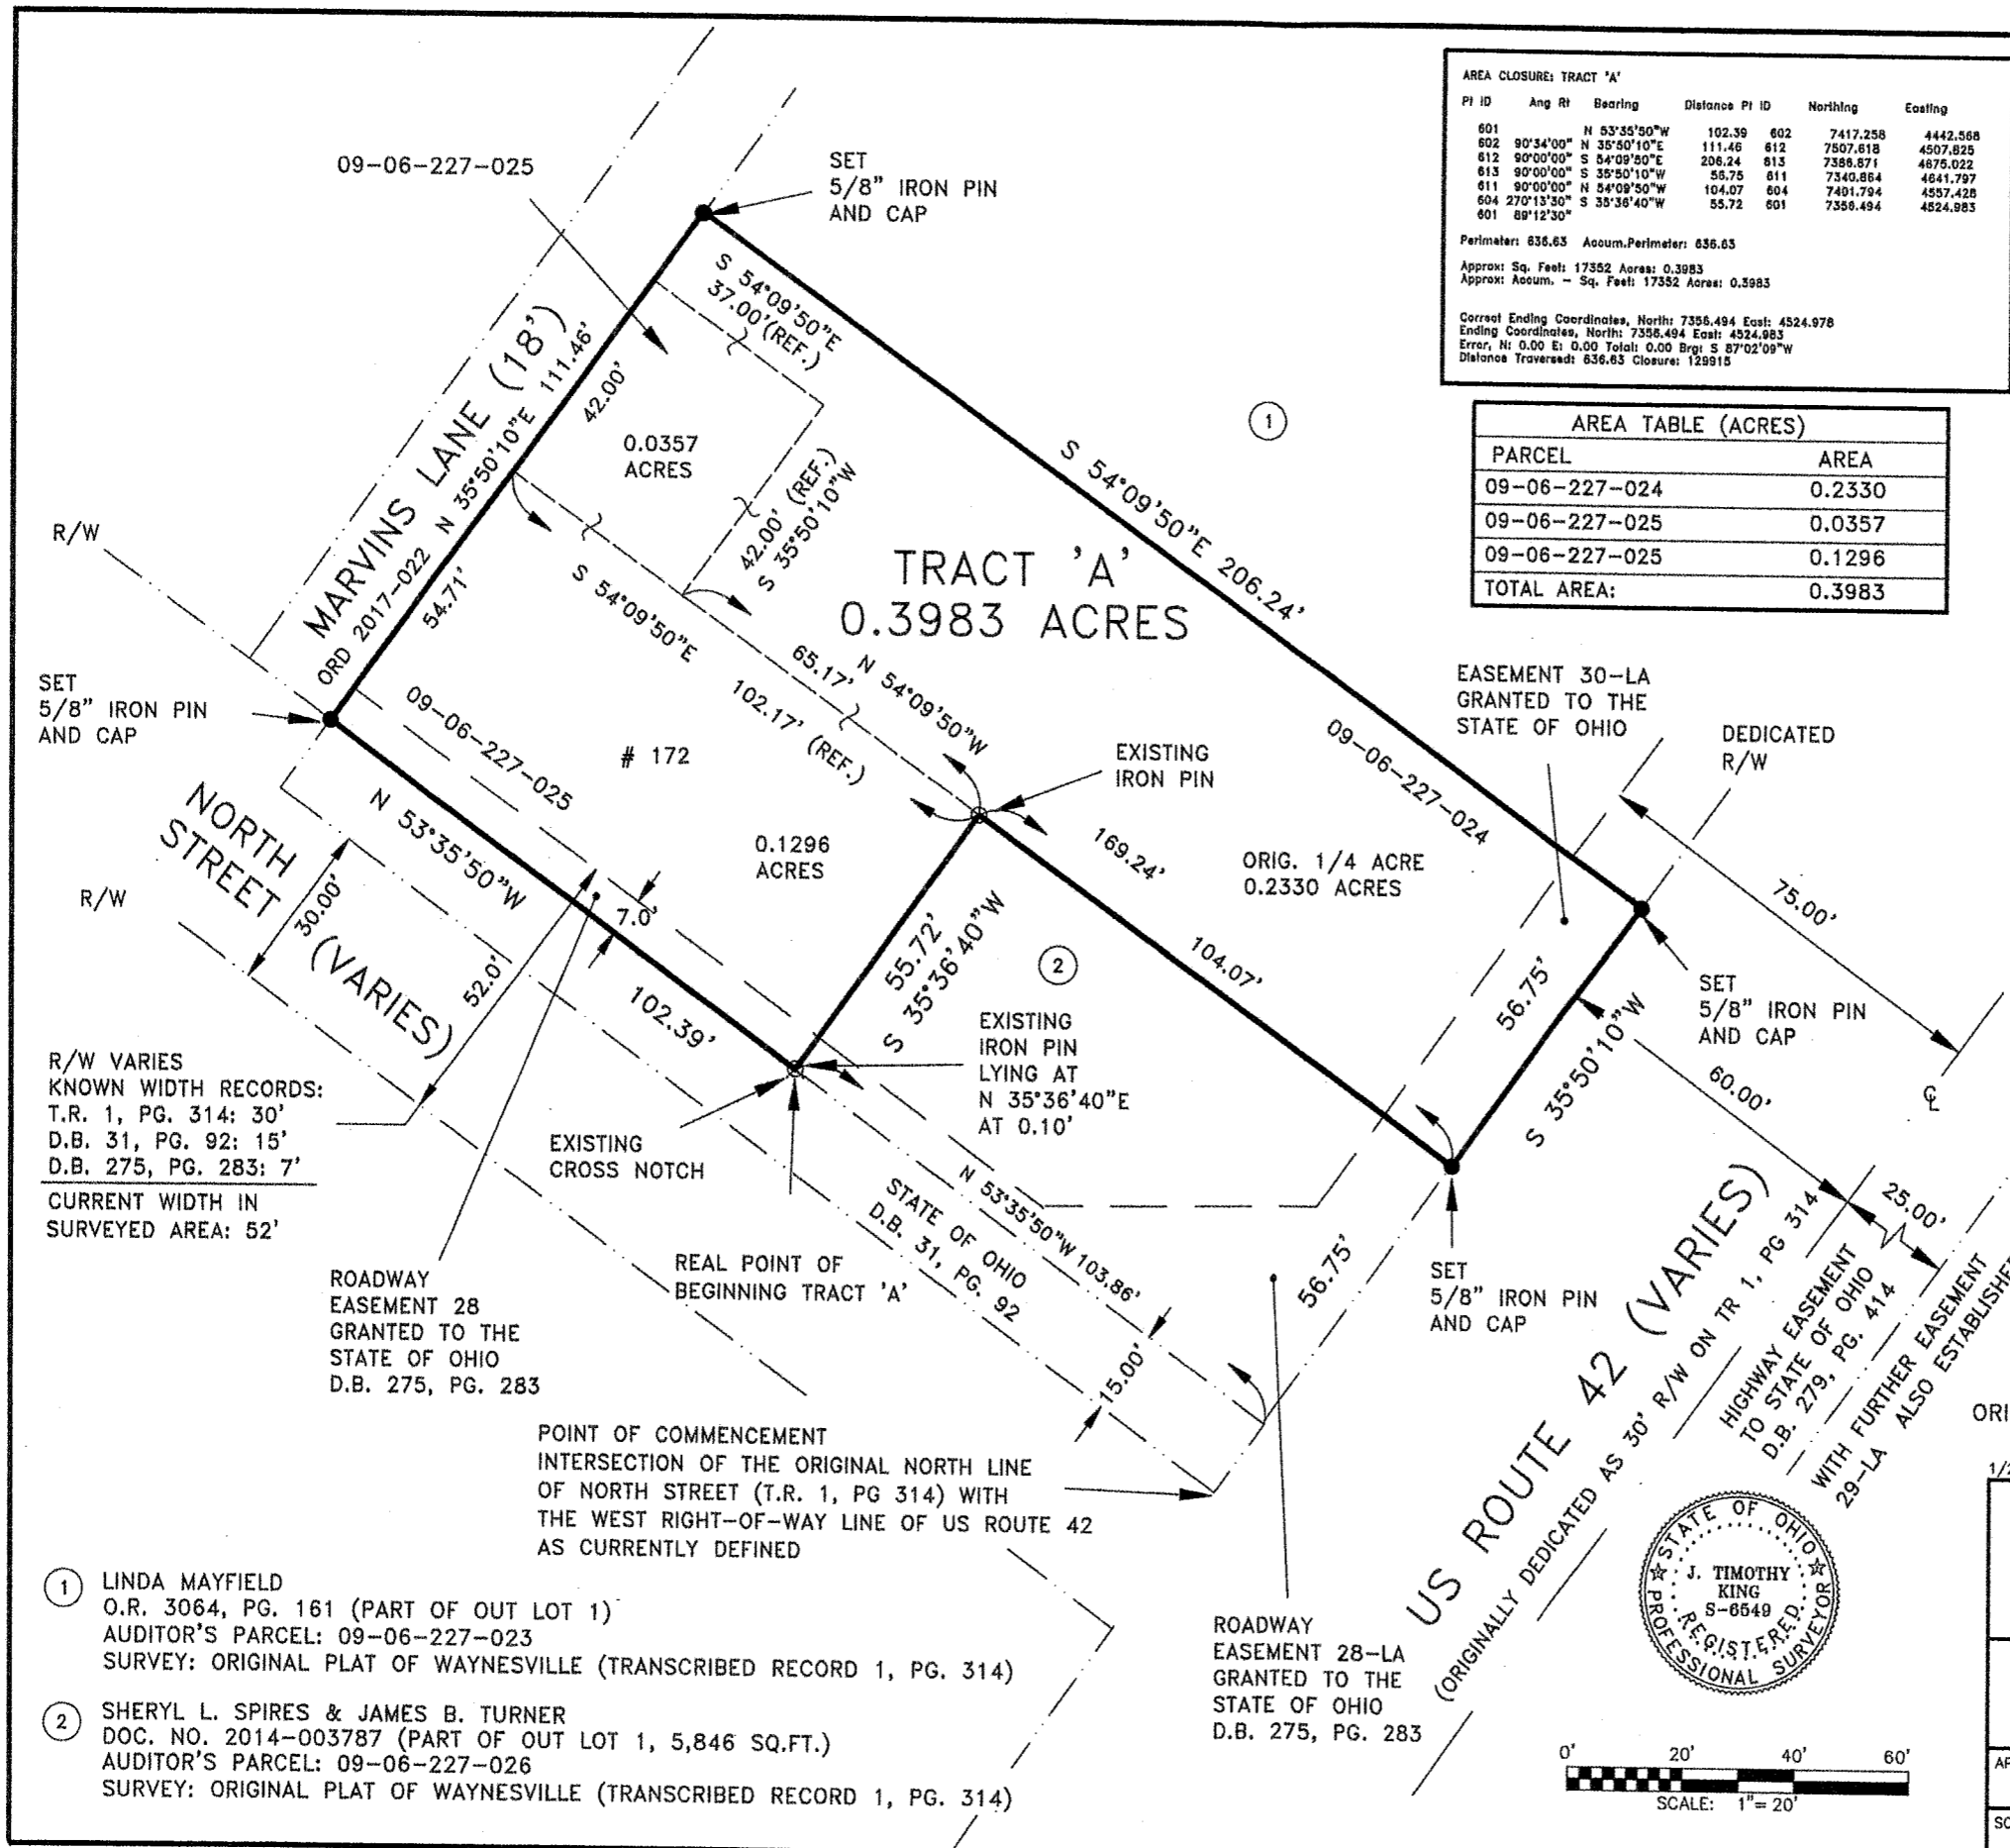 AREA CLOSURE: TRACT 'A'
Pt ID Ang Rt Bearing Distance Pt ID Northing Easting
601 N 53°35'50"W 102.39 602 7417.258 4442.568
602 90°34'00" N 35°50'10"E 111.46 612 7507.618 4507.825
612 90°00'00" S 54°09'50"E 206.24 613 7386.871 4675.022
613 90°00'00" S 35°50'10"W 56.75 611 7340.864 4641.797
611 90°00'00" N 54°09'50"W 104.07 604 7401.794 4557.428
604 270°13'30" S 35°36'40"W 55.72 601 7356.494 4524.983
601 89°12'30"
Perimeter: 636.63 Accum.Perimeter: 636.63
Approx: Sq. Feet: 17352 Acres: 0.3983
Approx: Accum. - Sq. Feet: 17352 Acres: 0.3983
Correct Ending Coordinates, North: 7356.494 East: 4524.978
Ending Coordinates, North: 7356.494 East: 4524.983
Error, N: 0.00 E: 0.00 Total: 0.00 Brg: S 87°02'09"W
Distance Traversed: 636.63 Closure: 129915
AREA TABLE (ACRES)
PARCEL AREA
09-06-227-024 0.2330
09-06-227-025 0.0357
09-06-227-025 0.1296
TOTAL AREA: 0.3983
09-06-227-025
SET
5/8" IRON PIN
AND CAP
S 54°09'50"E
37.00'(REF.)
MARVINS LANE (18')
ORD 2017-022 N 35°50'10"E 111.46'
42.00'
54.71'
0.0357
ACRES
42.00' (REF.)
S 35°50'10"W
1
S 54°09'50"E 206.24'
TRACT 'A'
0.3983 ACRES
R/W
SET
5/8" IRON PIN
AND CAP
S 54°09'50"E
102.17' (REF.)
65.17'
N 54°09'50"W
09-06-227-025
# 172
EXISTING
IRON PIN
09-06-227-024
EASEMENT 30-LA
GRANTED TO THE
STATE OF OHIO
DEDICATED
R/W
75.00'
NORTH
STREET (VARIES)
R/W
30.00'
52.0'
N 53°35'50"W
102.39'
7.0'
0.1296
ACRES
169.24'
104.07'
ORIG. 1/4 ACRE
0.2330 ACRES
55.72'
S 35°36'40"W
2
56.75'
S 35°50'10"W
SET
5/8" IRON PIN
AND CAP
60.00'
℄
25.00'
EXISTING
IRON PIN
LYING AT
N 35°36'40"E
AT 0.10'
R/W VARIES
KNOWN WIDTH RECORDS:
T.R. 1, PG. 314: 30'
D.B. 31, PG. 92: 15'
D.B. 275, PG. 283: 7'
CURRENT WIDTH IN
SURVEYED AREA: 52'
EXISTING
CROSS NOTCH
REAL POINT OF
BEGINNING TRACT 'A'
STATE OF OHIO
D.B. 31, PG. 92
N 53°35'50"W 103.86'
56.75'
15.00'
SET
5/8" IRON PIN
AND CAP
ROADWAY
EASEMENT 28
GRANTED TO THE
STATE OF OHIO
D.B. 275, PG. 283
POINT OF COMMENCEMENT
INTERSECTION OF THE ORIGINAL NORTH LINE
OF NORTH STREET (T.R. 1, PG 314) WITH
THE WEST RIGHT-OF-WAY LINE OF US ROUTE 42
AS CURRENTLY DEFINED
US ROUTE 42 (VARIES)
(ORIGINALLY DEDICATED AS 30' R/W ON TR 1, PG 314
HIGHWAY EASEMENT
TO STATE OF OHIO
D.B. 279, PG. 414
WITH FURTHER EASEMENT
29-LA ALSO ESTABLISHE
ORI
1/2
ROADWAY
EASEMENT 28-LA
GRANTED TO THE
STATE OF OHIO
D.B. 275, PG. 283
STATE OF OHIO
J. TIMOTHY
KING
S-6549
REGISTERED
PROFESSIONAL SURVEYOR
1 LINDA MAYFIELD
O.R. 3064, PG. 161 (PART OF OUT LOT 1)
AUDITOR'S PARCEL: 09-06-227-023
SURVEY: ORIGINAL PLAT OF WAYNESVILLE (TRANSCRIBED RECORD 1, PG. 314)
2 SHERYL L. SPIRES & JAMES B. TURNER
DOC. NO. 2014-003787 (PART OF OUT LOT 1, 5,846 SQ.FT.)
AUDITOR'S PARCEL: 09-06-227-026
SURVEY: ORIGINAL PLAT OF WAYNESVILLE (TRANSCRIBED RECORD 1, PG. 314)
0' 20' 40' 60'
SCALE: 1"= 20'
AP
SC